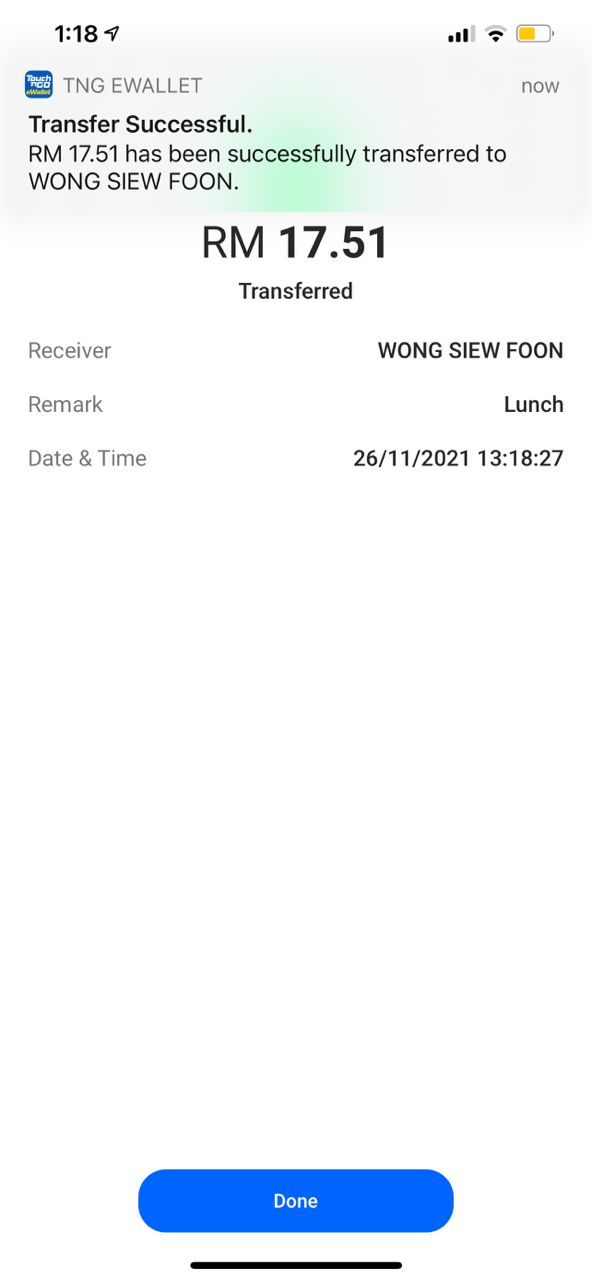 1:18
Touch
'nGO
eWallet
TNG EWALLET
now
Transfer Successful.
RM 17.51 has been successfully transferred to
WONG SIEW FOON.
RM 17.51
Transferred
Receiver WONG SIEW FOON
Remark Lunch
Date & Time 26/11/2021 13:18:27
Done